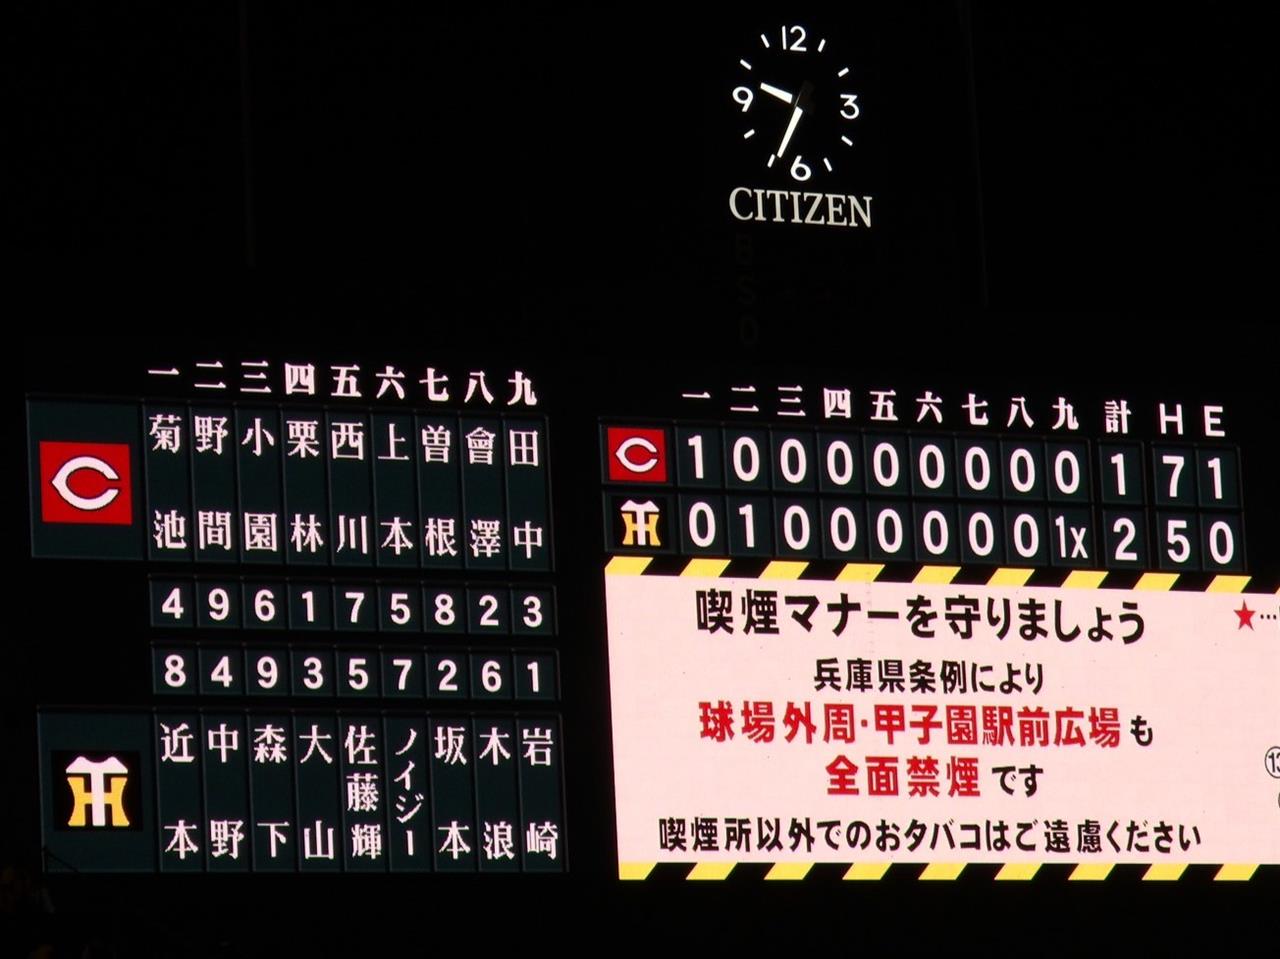 12
9 3
6
CITIZEN
B
S
O
一 二 三 四 五 六 七 八 九
菊池 野間 小園 栗林 西川 上本 曽根 會澤 田中
4 9 6 1 7 5 8 2 3
8 4 9 3 5 7 2 6 1
近本 中野 森下 大山 佐藤輝 ノイジー 坂本 木浪 岩崎
一 二 三 四 五 六 七 八 九 計 H E
C 1 0 0 0 0 0 0 0 0 1 7 1
TH 0 1 0 0 0 0 0 0 1x 2 5 0
喫煙マナーを守りましょう
兵庫県条例により
球場外周・甲子園駅前広場も
全面禁煙です
喫煙所以外でのおタバコはご遠慮ください
★…
⑬